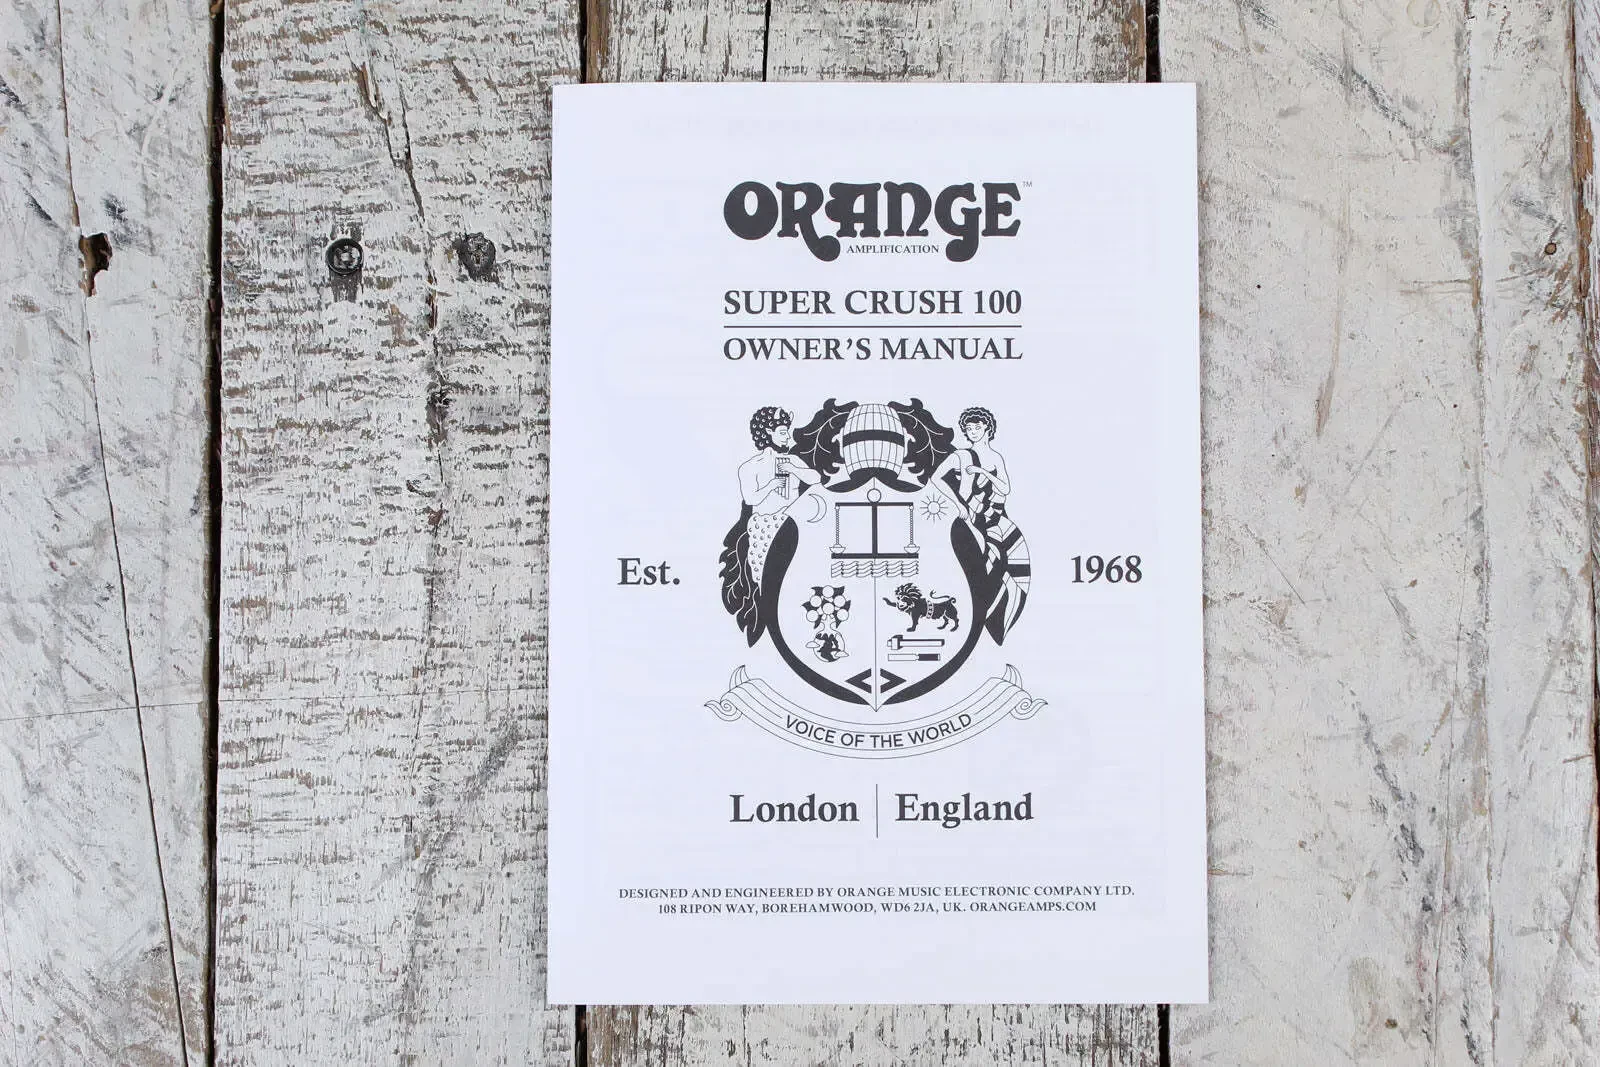 ORANGE™
AMPLIFICATION
SUPER CRUSH 100
OWNER'S MANUAL
Est. 1968
VOICE OF THE WORLD
London | England
DESIGNED AND ENGINEERED BY ORANGE MUSIC ELECTRONIC COMPANY LTD.
108 RIPON WAY, BOREHAMWOOD, WD6 2JA, UK. ORANGEAMPS.COM